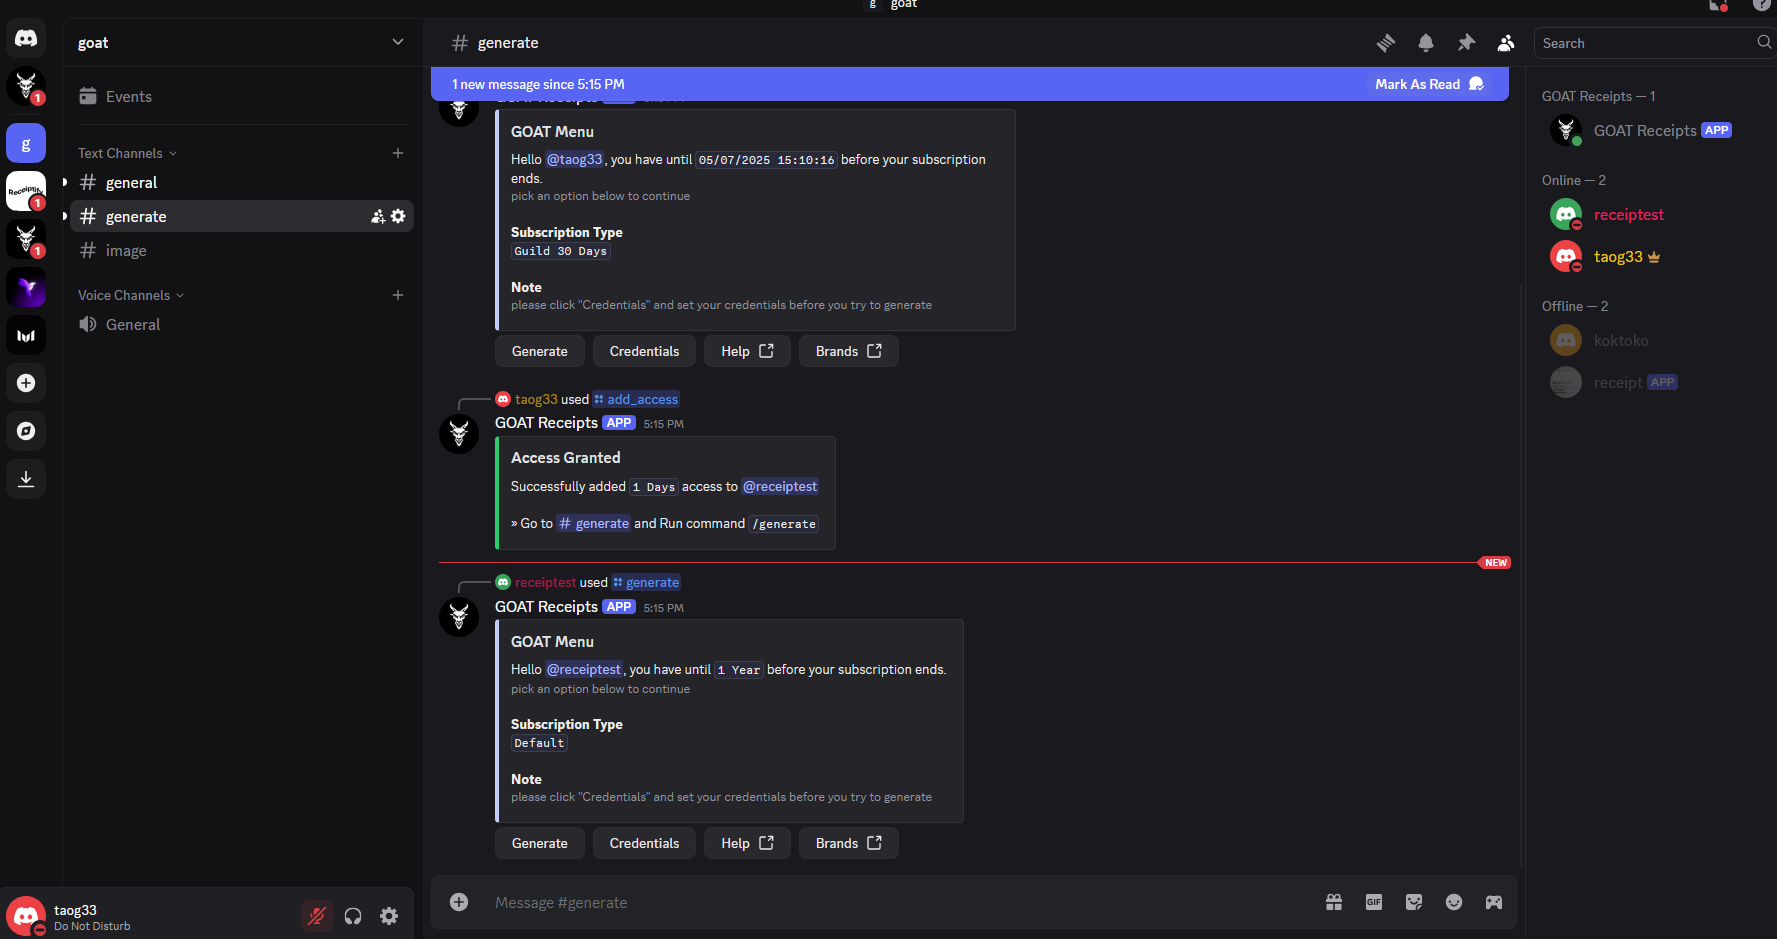 goat
goat
Events
Text Channels
general
generate
image
Voice Channels
General
Receiptify
1
1
1
g
taog33
Do Not Disturb
generate
Search
1 new message since 5:15 PM
Mark As Read
GOAT Receipts APP
GOAT Menu
Hello @taog33, you have until 05/07/2025 15:10:16 before your subscription
ends.
pick an option below to continue
Subscription Type
Guild 30 Days
Note
please click "Credentials" and set your credentials before you try to generate
Generate Credentials Help Brands
taog33 used add_access
GOAT Receipts APP 5:15 PM
Access Granted
Successfully added 1 Days access to @receiptest
» Go to # generate and Run command /generate
NEW
receiptest used generate
GOAT Receipts APP 5:15 PM
GOAT Menu
Hello @receiptest, you have until 1 Year before your subscription ends.
pick an option below to continue
Subscription Type
Default
Note
please click "Credentials" and set your credentials before you try to generate
Generate Credentials Help Brands
Message #generate
GIF
GOAT Receipts — 1
GOAT Receipts APP
Online — 2
receiptest
taog33
Offline — 2
koktoko
receipt APP